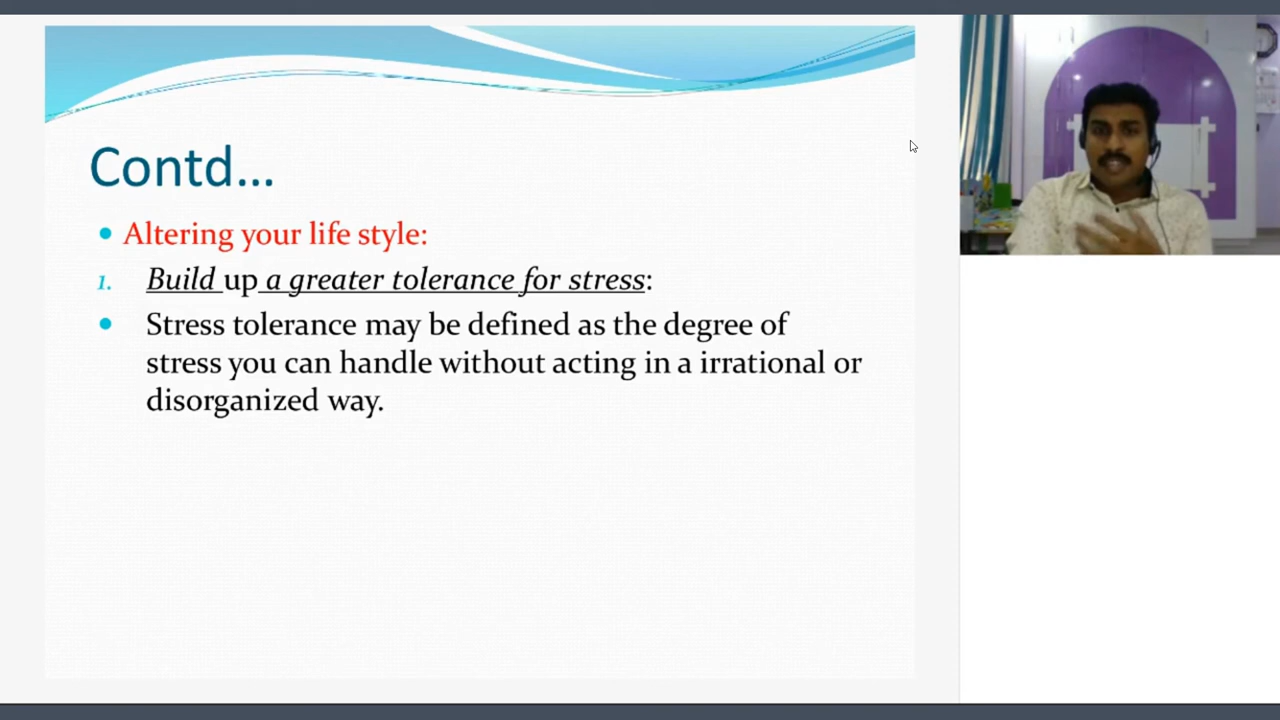 Contd...
Altering your life style:
1. Build up a greater tolerance for stress:
Stress tolerance may be defined as the degree of
stress you can handle without acting in a irrational or
disorganized way.